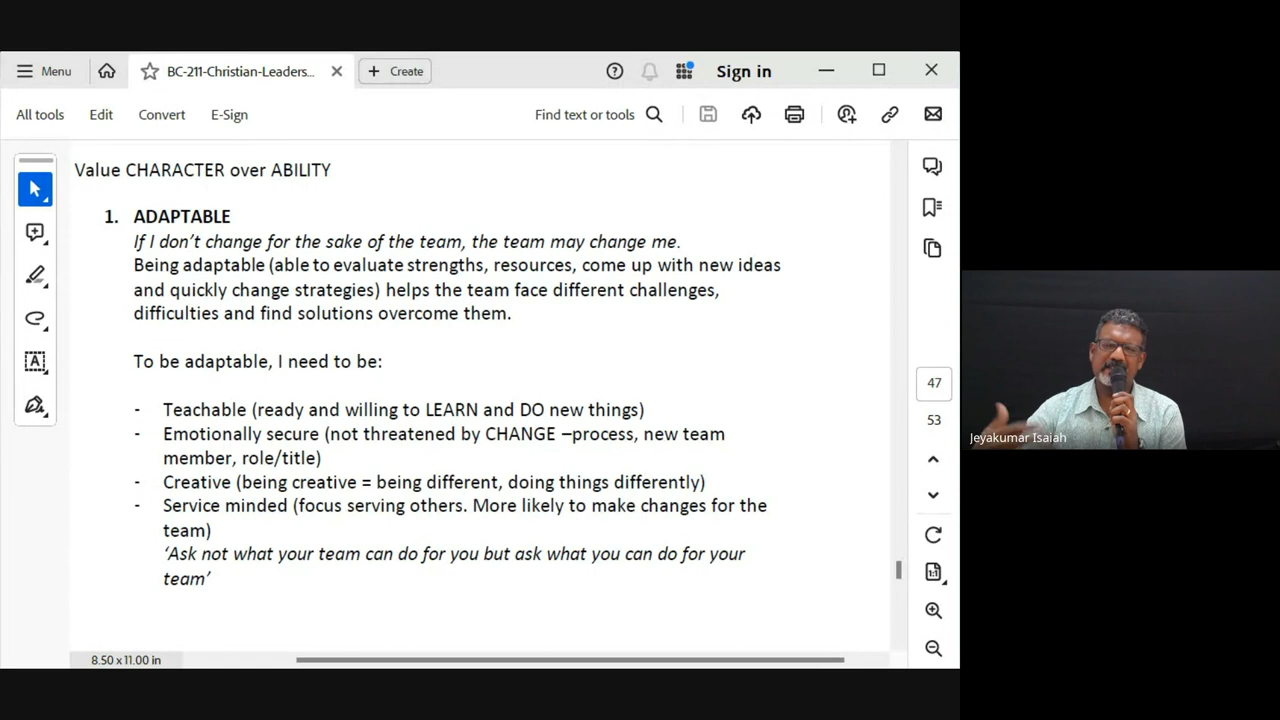 Menu
BC-211-Christian-Leaders...
Create
Sign in
All tools
Edit
Convert
E-Sign
Find text or tools
Value CHARACTER over ABILITY
1. ADAPTABLE
If I don't change for the sake of the team, the team may change me.
Being adaptable (able to evaluate strengths, resources, come up with new ideas
and quickly change strategies) helps the team face different challenges,
difficulties and find solutions overcome them.
To be adaptable, I need to be:
- Teachable (ready and willing to LEARN and DO new things)
- Emotionally secure (not threatened by CHANGE –process, new team
member, role/title)
- Creative (being creative = being different, doing things differently)
- Service minded (focus serving others. More likely to make changes for the
team)
‘Ask not what your team can do for you but ask what you can do for your
team’
47
53
8.50 x 11.00 in
Jeyakumar Isaiah